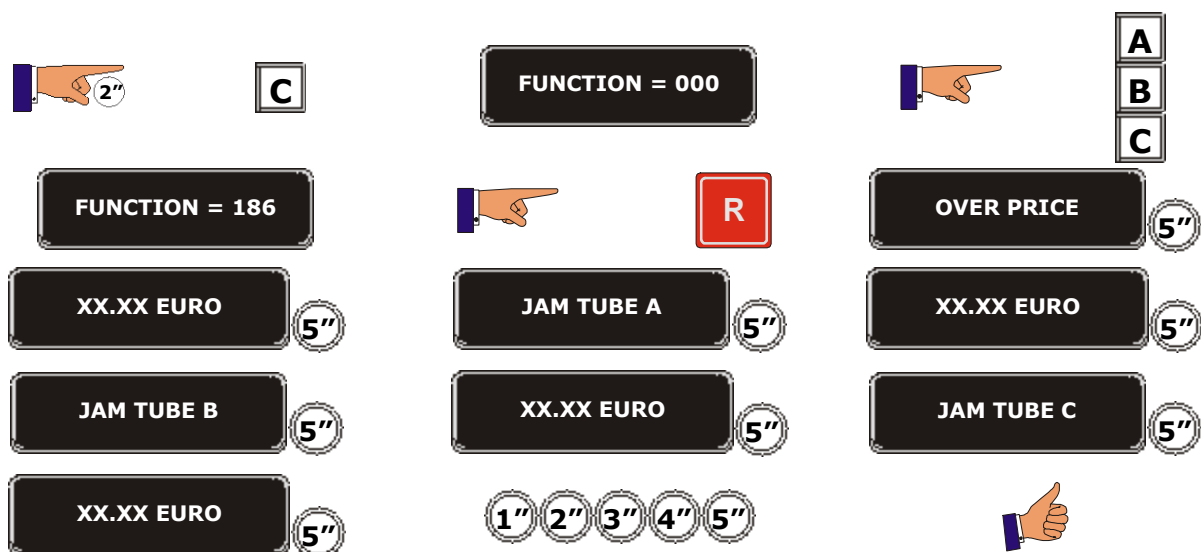 2″
C
FUNCTION = 000
A
B
C
FUNCTION = 186
R
OVER PRICE
5″
XX.XX EURO
5″
JAM TUBE A
5″
XX.XX EURO
5″
JAM TUBE B
5″
XX.XX EURO
5″
JAM TUBE C
5″
XX.XX EURO
5″
1″ 2″ 3″ 4″ 5″